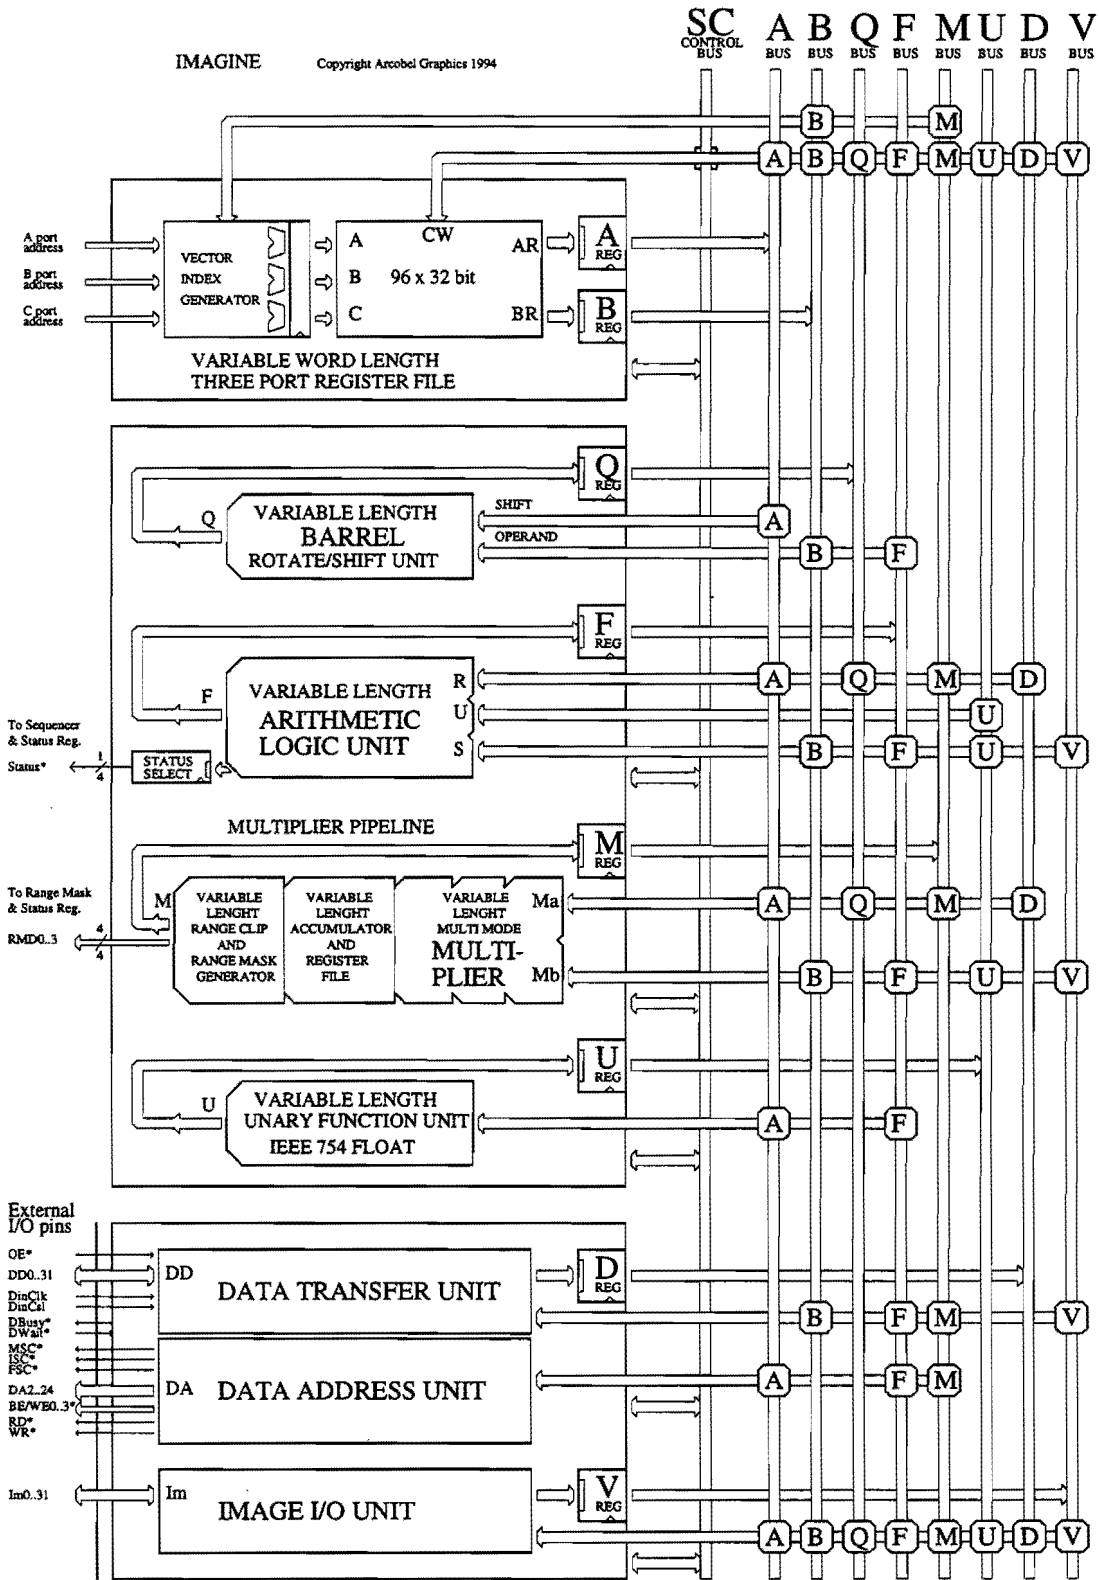 IMAGINE Copyright Arcobel Graphics 1994
SC A B Q F M U D V
CONTROL BUS BUS BUS BUS BUS BUS BUS BUS BUS
B M
A B Q F M U D V
A port address
B port address
C port address
VECTOR INDEX GENERATOR
A
B
C
CW
96 x 32 bit
AR
BR
A REG
B REG
VARIABLE WORD LENGTH
THREE PORT REGISTER FILE
Q REG
Q
VARIABLE LENGTH
BARREL
ROTATE/SHIFT UNIT
SHIFT
A
OPERAND
B F
F REG
F
VARIABLE LENGTH
ARITHMETIC
LOGIC UNIT
R
U
S
A Q M D
U
B F U V
To Sequencer
& Status Reg.
Status*
1
4
STATUS SELECT
MULTIPLIER PIPELINE
M REG
To Range Mask
& Status Reg.
RMD0..3
4
4
M
VARIABLE
LENGHT
RANGE CLIP
AND
RANGE MASK
GENERATOR
VARIABLE
LENGHT
ACCUMULATOR
AND
REGISTER
FILE
VARIABLE
LENGHT
MULTI MODE
MULTI-
PLIER
Ma
Mb
A Q M D
B F U V
U REG
U
VARIABLE LENGTH
UNARY FUNCTION UNIT
IEEE 754 FLOAT
A F
External
I/O pins
OE*
DD0..31
DinClk
DinCsl
DBusy*
DWait*
MSC*
ISC*
FSC*
DA2..24
BE/WE0..3*
RD*
WR*
DD
DATA TRANSFER UNIT
D REG
B F M V
DA
DATA ADDRESS UNIT
A F M
Im0..31
Im
IMAGE I/O UNIT
V REG
A B Q F M U D V